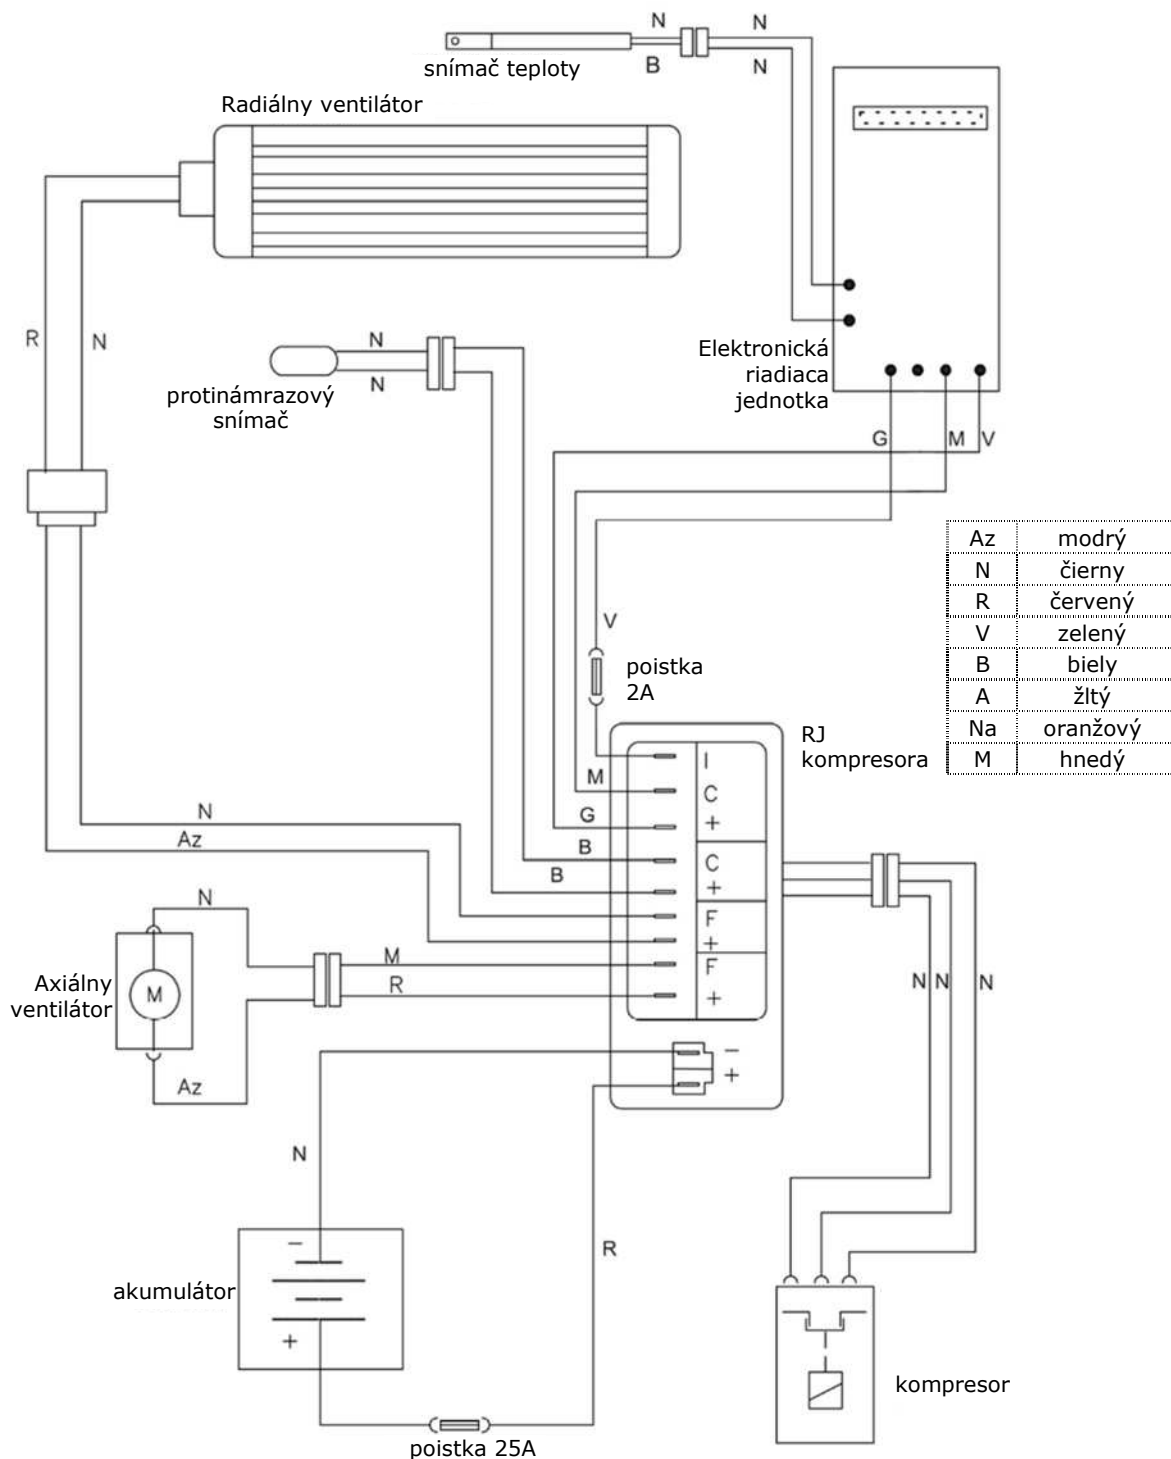 N
N
snímač teploty
B
N
Radiálny ventilátor
R
N
N
N
protinámrazový
snímač
Elektronická
riadiaca
jednotka
G
M
V
Az modrý
N čierny
R červený
V zelený
B biely
A žltý
Na oranžový
M hnedý
V
poistka
2A
RJ
kompresora
I
M
C
G
+
N
Az
B
C
B
+
N
F
+
M
F
R
+
Axiálny
ventilátor
M
Az
N
N
N
−
+
N
R
−
akumulátor
+
kompresor
poistka 25A